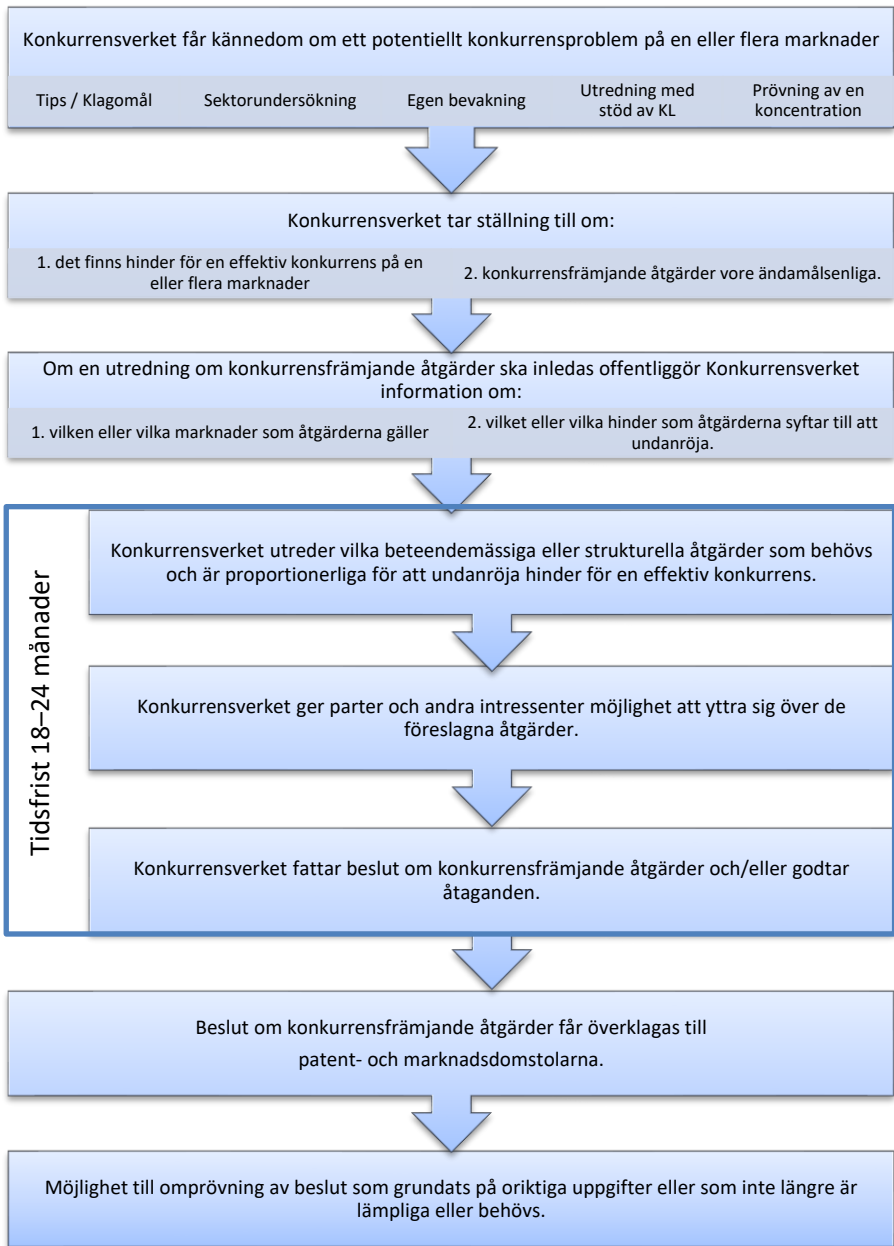 Konkurrensverket får kännedom om ett potentiellt konkurrensproblem på en eller flera marknader
Tips / Klagomål
Sektorundersökning
Egen bevakning
Utredning med
stöd av KL
Prövning av en
koncentration
Konkurrensverket tar ställning till om:
1. det finns hinder för en effektiv konkurrens på en
eller flera marknader
2. konkurrensfrämjande åtgärder vore ändamålsenliga.
Om en utredning om konkurrensfrämjande åtgärder ska inledas offentliggör Konkurrensverket
information om:
1. vilken eller vilka marknader som åtgärderna gäller
2. vilket eller vilka hinder som åtgärderna syftar till att
undanröja.
Tidsfrist 18–24 månader
Konkurrensverket utreder vilka beteendemässiga eller strukturella åtgärder som behövs
och är proportionerliga för att undanröja hinder för en effektiv konkurrens.
Konkurrensverket ger parter och andra intressenter möjlighet att yttra sig över de
föreslagna åtgärder.
Konkurrensverket fattar beslut om konkurrensfrämjande åtgärder och/eller godtar
åtaganden.
Beslut om konkurrensfrämjande åtgärder får överklagas till
patent- och marknadsdomstolarna.
Möjlighet till omprövning av beslut som grundats på oriktiga uppgifter eller som inte längre är
lämpliga eller behövs.